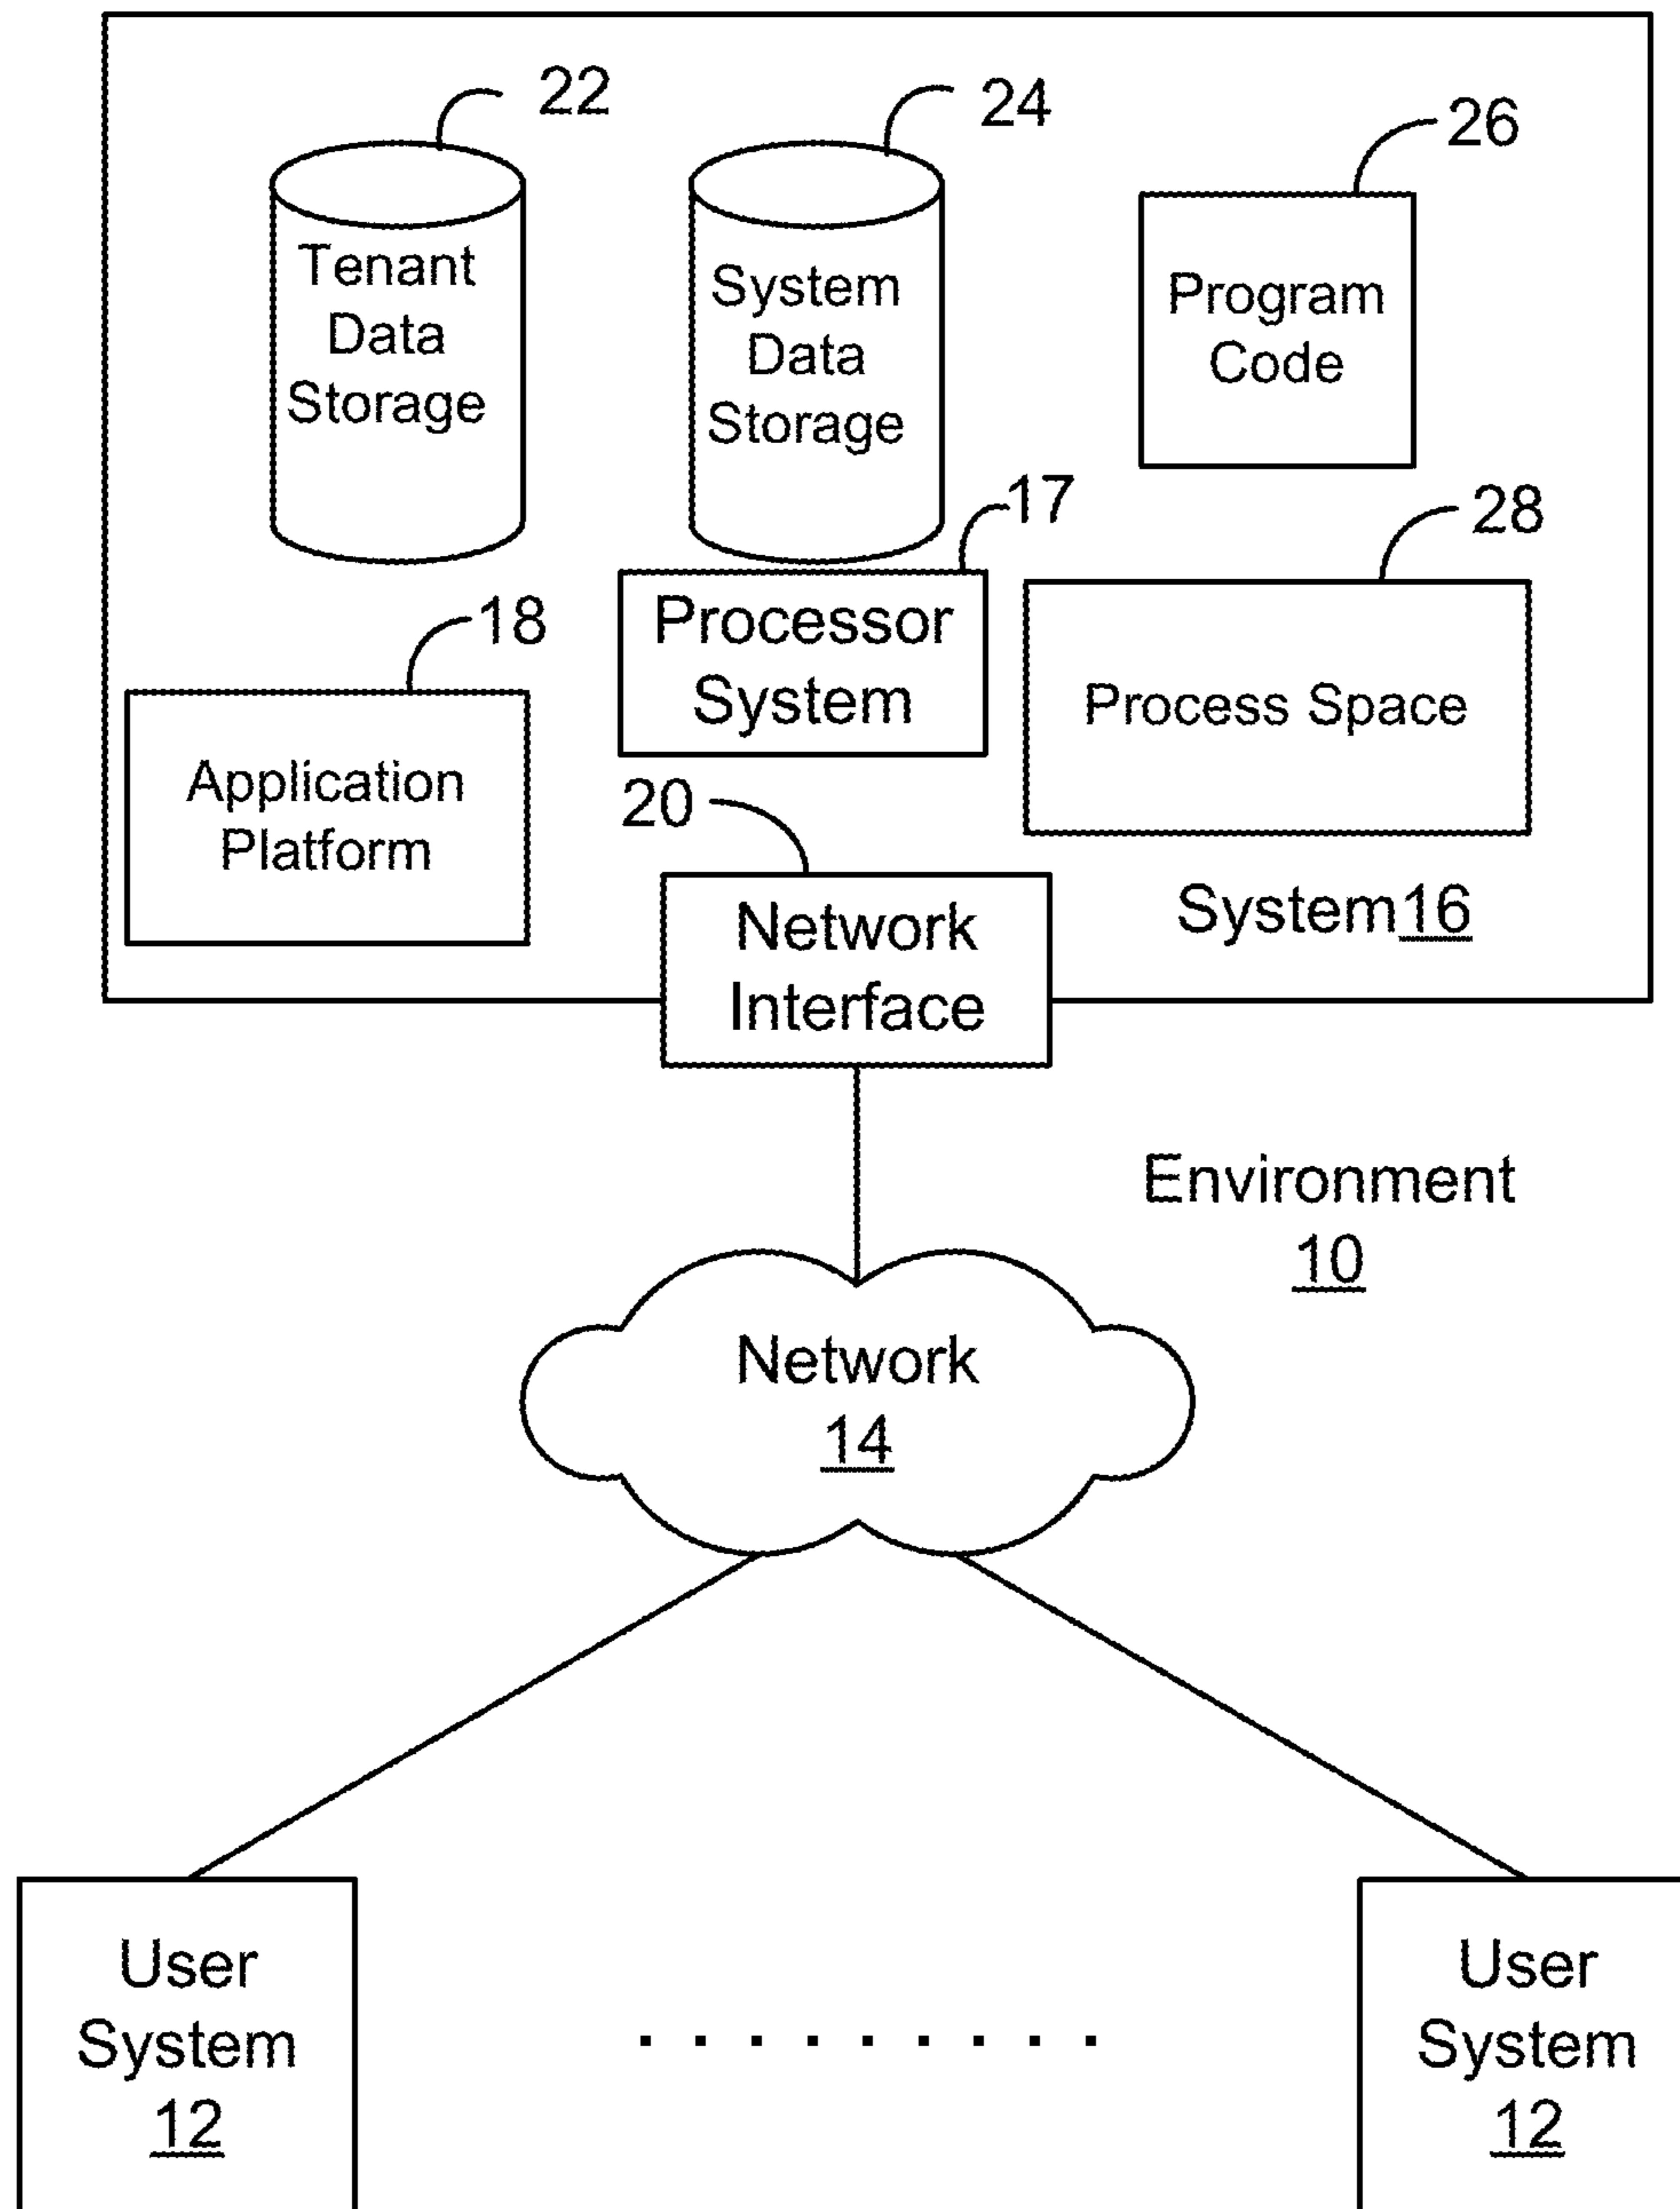 22
24
26
Tenant
Data
Storage
System
Data
Storage
Program
Code
17
28
18
Processor
System
Process Space
Application
Platform
20
Network
Interface
System16
Environment
10
Network
14
User
System
12
. . . . . . . . .
User
System
12